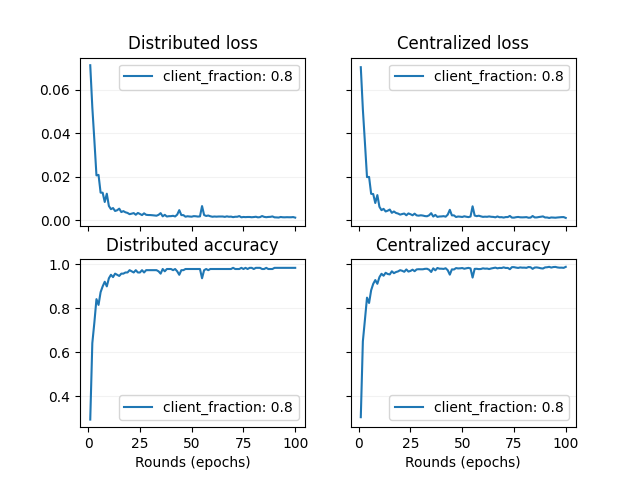 Distributed loss
Centralized loss
client_fraction: 0.8
client_fraction: 0.8
0.06
0.04
0.02
0.00
Distributed accuracy
Centralized accuracy
1.0
0.8
0.6
0.4
client_fraction: 0.8
client_fraction: 0.8
0 25 50 75 100
0 25 50 75 100
Rounds (epochs)
Rounds (epochs)